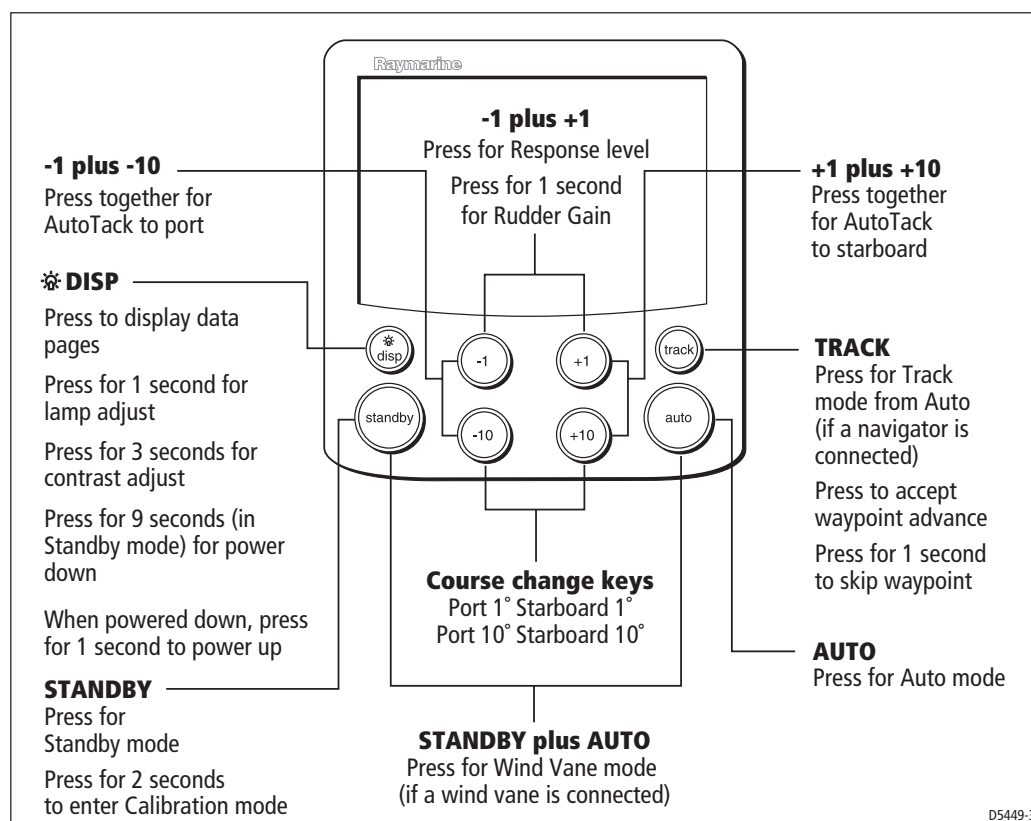 Raymarine
-1 plus +1
Press for Response level
Press for 1 second
for Rudder Gain
-1 plus -10
Press together for
AutoTack to port
+1 plus +10
Press together
for AutoTack
to starboard
DISP
Press to display data
pages
Press for 1 second for
lamp adjust
Press for 3 seconds for
contrast adjust
Press for 9 seconds (in
Standby mode) for power
down
When powered down, press
for 1 second to power up
STANDBY
Press for
Standby mode
Press for 2 seconds
to enter Calibration mode
disp
-1
+1
track
standby
-10
+10
auto
Course change keys
Port 1° Starboard 1°
Port 10° Starboard 10°
STANDBY plus AUTO
Press for Wind Vane mode
(if a wind vane is connected)
TRACK
Press for Track
mode from Auto
(if a navigator is
connected)
Press to accept
waypoint advance
Press for 1 second
to skip waypoint
AUTO
Press for Auto mode